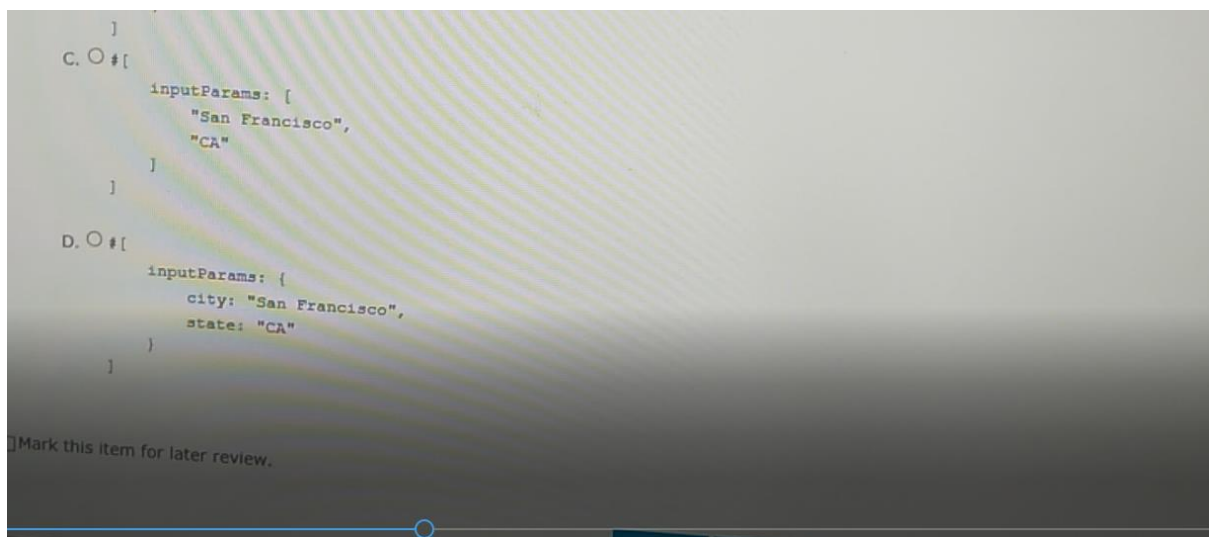 ]
C. #[
inputParams: [
"San Francisco",
"CA"
]
]
D. #[
inputParams: {
city: "San Francisco",
state: "CA"
}
]
Mark this item for later review.